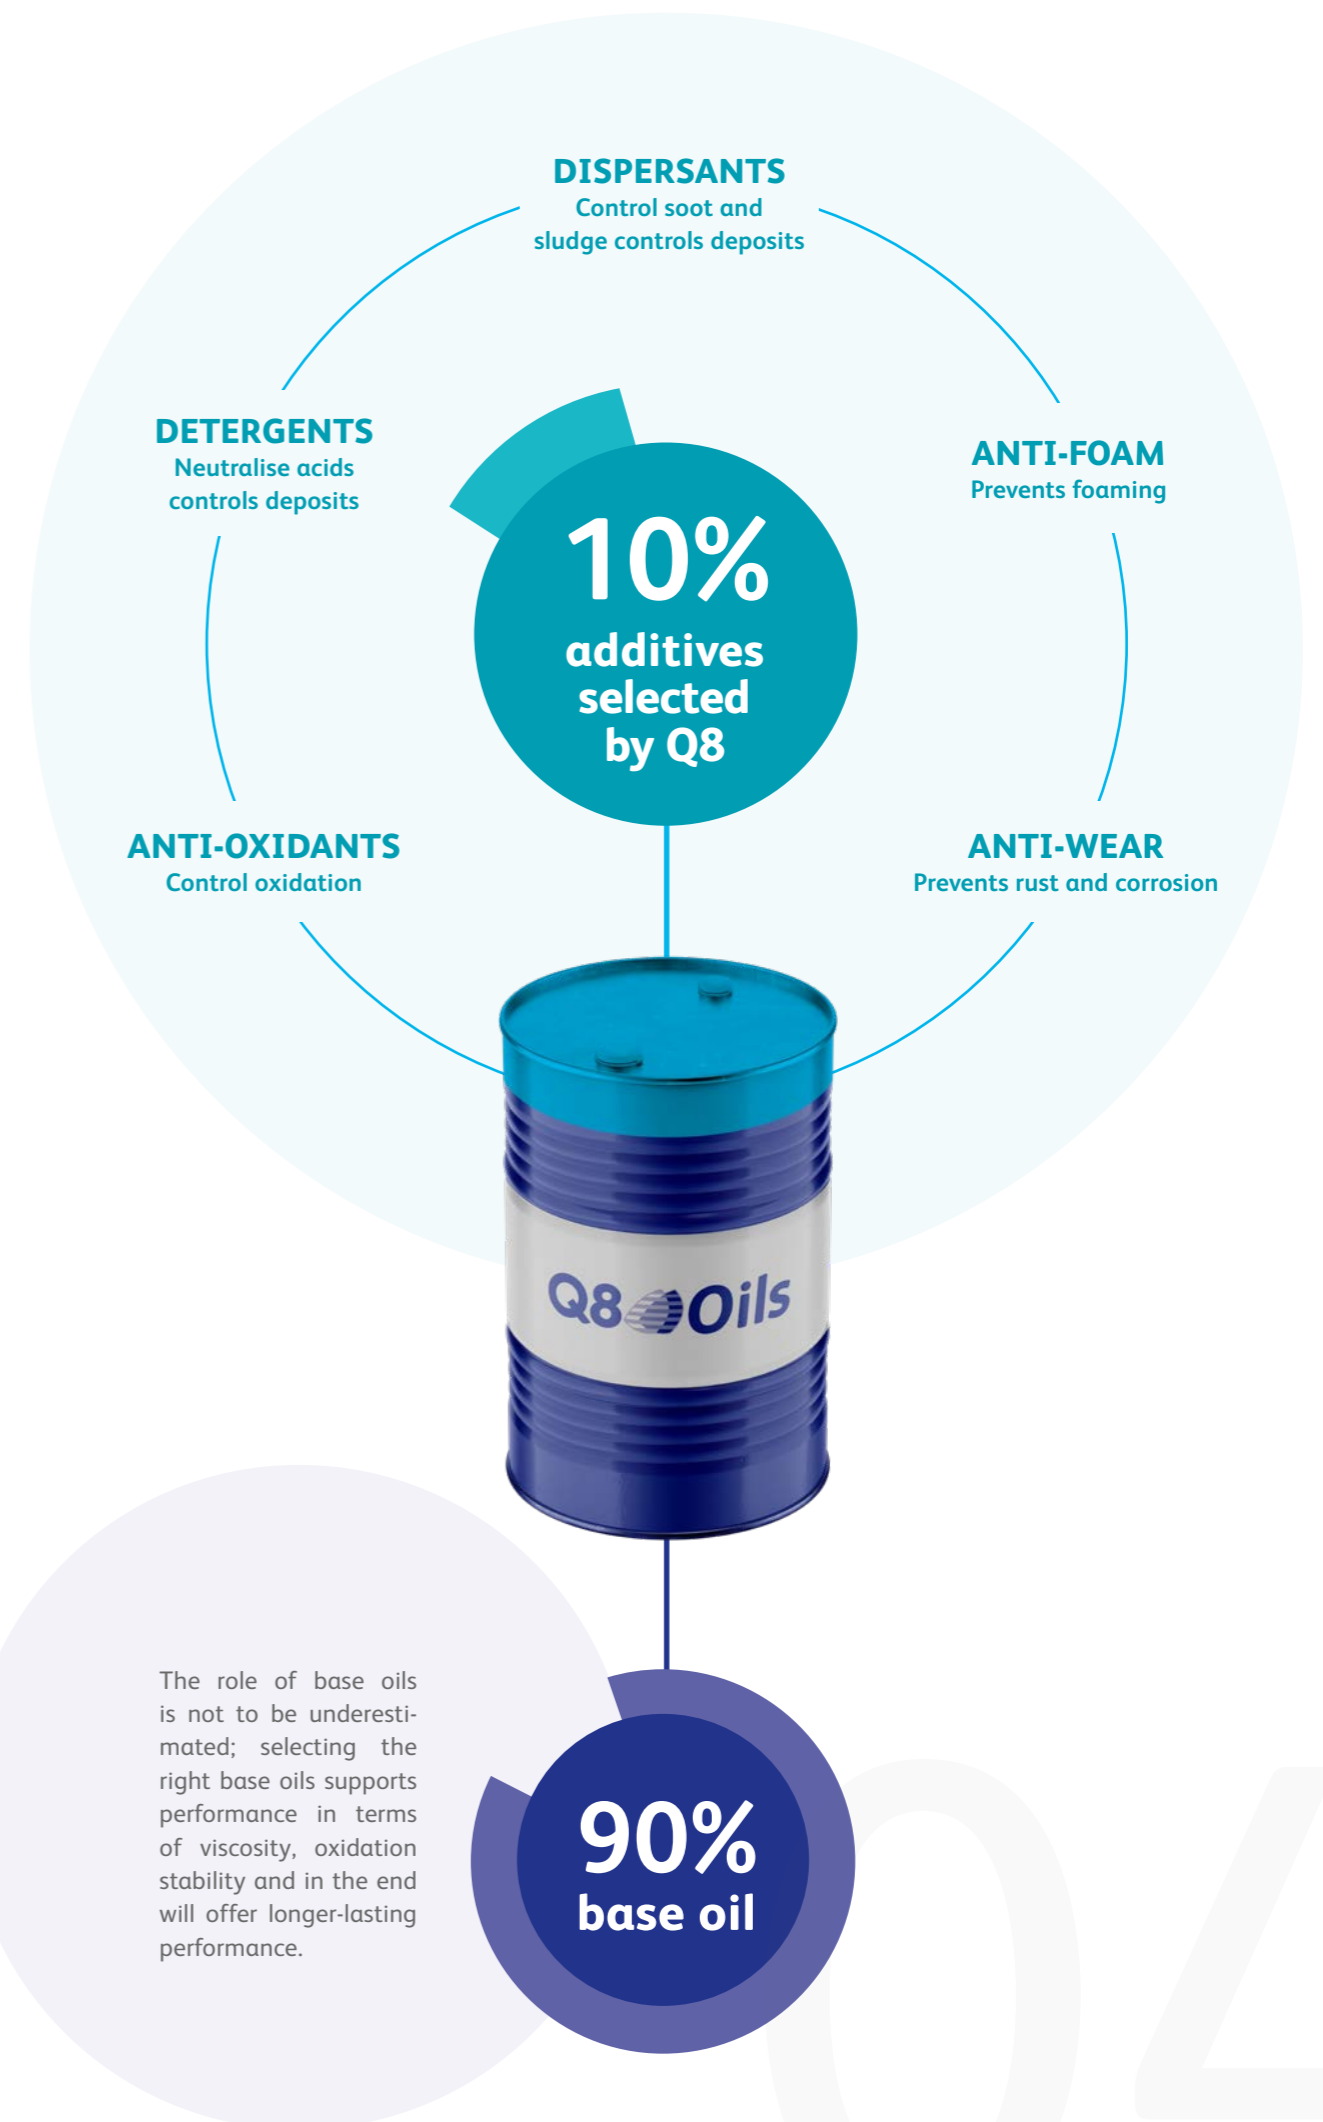 DISPERSANTS
Control soot and
sludge controls deposits
DETERGENTS
Neutralise acids
controls deposits
ANTI-FOAM
Prevents foaming
10%
additives
selected
by Q8
ANTI-OXIDANTS
Control oxidation
ANTI-WEAR
Prevents rust and corrosion
Q8 Oils
The role of base oils
is not to be underesti-
mated; selecting the
right base oils supports
performance in terms
of viscosity, oxidation
stability and in the end
will offer longer-lasting
performance.
90%
base oil
04